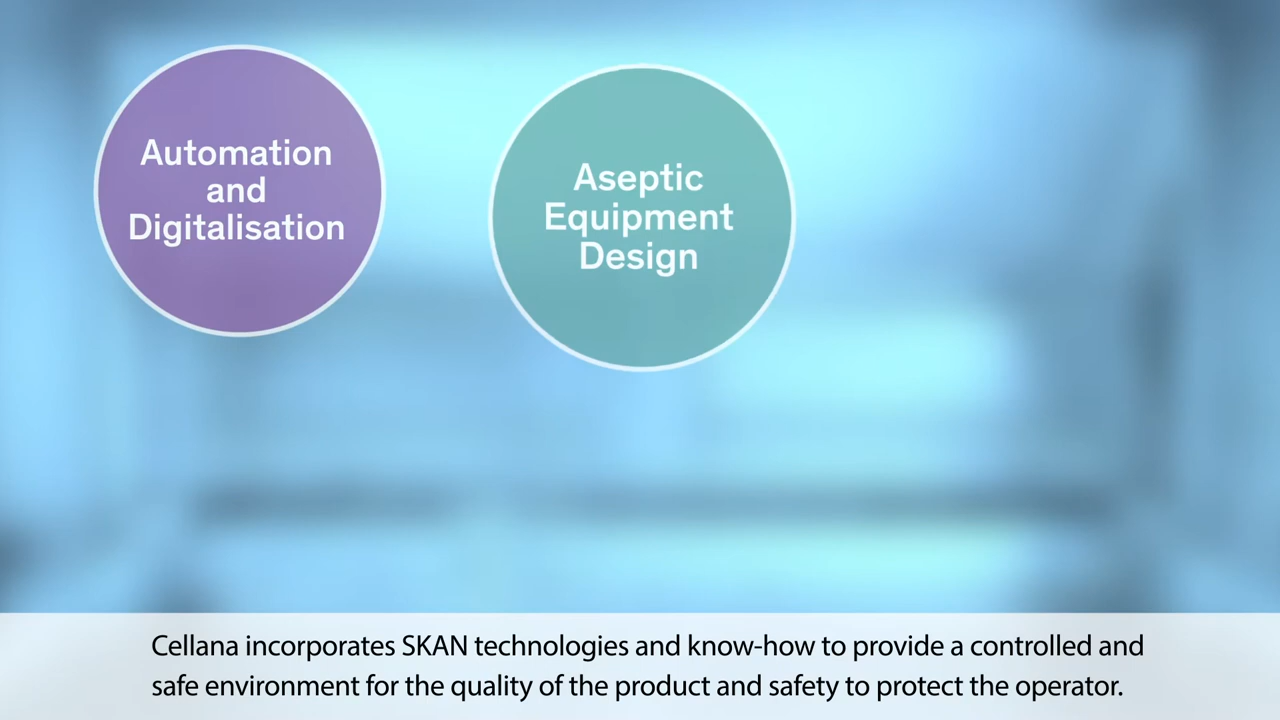 Automation
and
Digitalisation
Aseptic
Equipment
Design
Cellana incorporates SKAN technologies and know-how to provide a controlled and
safe environment for the quality of the product and safety to protect the operator.